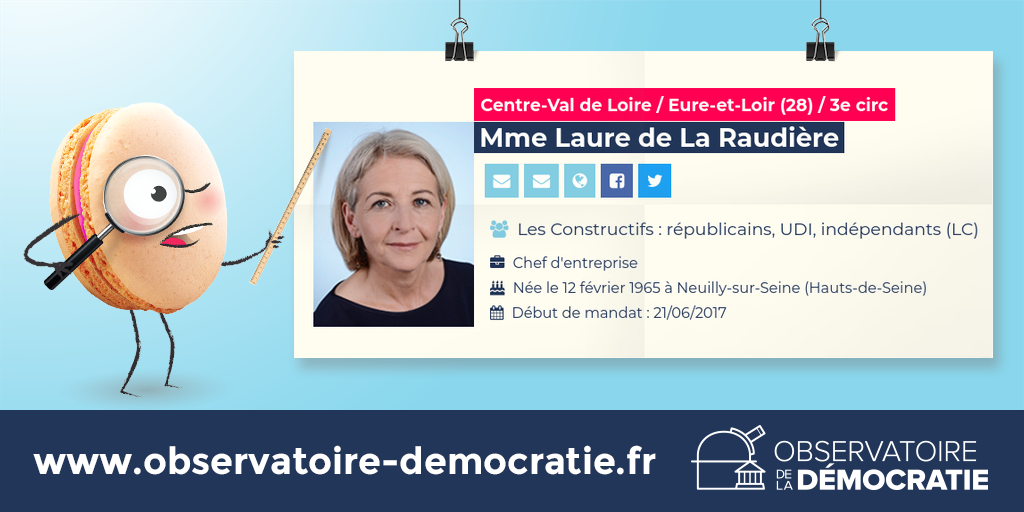 Centre-Val de Loire / Eure-et-Loir (28) / 3e circ
Mme Laure de La Raudière
Les Constructifs : républicains, UDI, indépendants (LC)
Chef d'entreprise
Née le 12 février 1965 à Neuilly-sur-Seine (Hauts-de-Seine)
Début de mandat : 21/06/2017
www.observatoire-democratie.fr
OBSERVATOIRE
DE LA DÉMOCRATIE